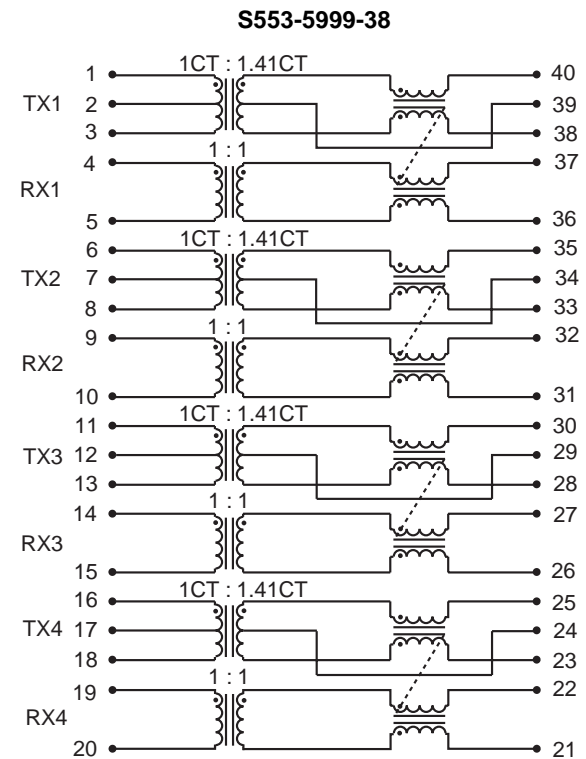 S553-5999-38
1CT : 1.41CT
1 40
TX1 2 39
3 38
1 : 1
4 37
RX1
5 36
1CT : 1.41CT
6 35
TX2 7 34
8 33
1 : 1
9 32
RX2
10 31
1CT : 1.41CT
11 30
TX3 12 29
13 28
1 : 1
14 27
RX3
15 26
1CT : 1.41CT
16 25
TX4 17 24
18 23
1 : 1
19 22
RX4
20 21